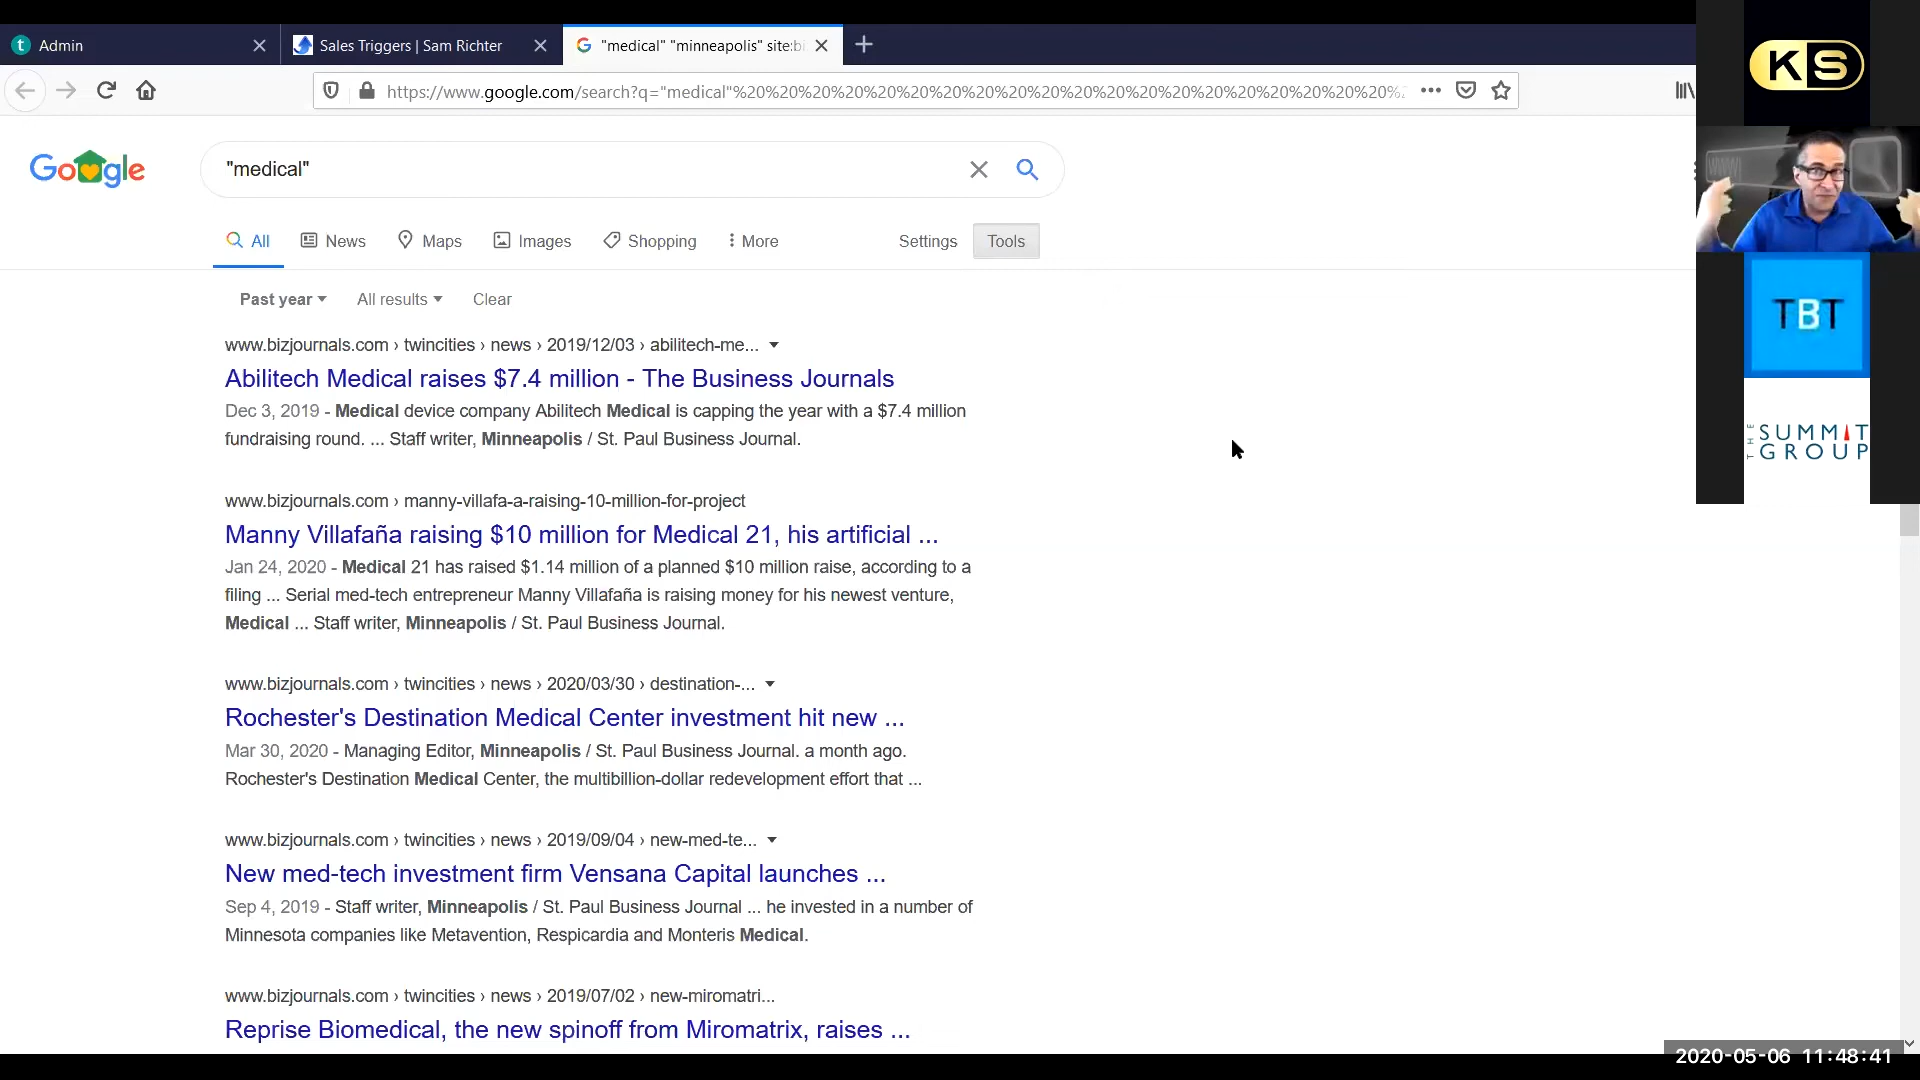 Admin
Sales Triggers | Sam Richter
"medical" "minneapolis" site:bi
https://www.google.com/search?q="medical"%20%20%20%20%20%20%20%20%20%20%20%20%20%20%20%20%20%20%20%20%
KS
Google
"medical"
All
News
Maps
Images
Shopping
More
Settings
Tools
Past year
All results
Clear
TBT
THE SUMMIT
GROUP
www.bizjournals.com › twincities › news › 2019/12/03 › abilitech-me...
Abilitech Medical raises $7.4 million - The Business Journals
Dec 3, 2019 - Medical device company Abilitech Medical is capping the year with a $7.4 million
fundraising round. ... Staff writer, Minneapolis / St. Paul Business Journal.
www.bizjournals.com › manny-villafa-a-raising-10-million-for-project
Manny Villafaña raising $10 million for Medical 21, his artificial ...
Jan 24, 2020 - Medical 21 has raised $1.14 million of a planned $10 million raise, according to a
filing ... Serial med-tech entrepreneur Manny Villafaña is raising money for his newest venture,
Medical ... Staff writer, Minneapolis / St. Paul Business Journal.
www.bizjournals.com › twincities › news › 2020/03/30 › destination-...
Rochester's Destination Medical Center investment hit new ...
Mar 30, 2020 - Managing Editor, Minneapolis / St. Paul Business Journal. a month ago.
Rochester's Destination Medical Center, the multibillion-dollar redevelopment effort that ...
www.bizjournals.com › twincities › news › 2019/09/04 › new-med-te...
New med-tech investment firm Vensana Capital launches ...
Sep 4, 2019 - Staff writer, Minneapolis / St. Paul Business Journal ... he invested in a number of
Minnesota companies like Metavention, Respicardia and Monteris Medical.
www.bizjournals.com › twincities › news › 2019/07/02 › new-miromatri...
Reprise Biomedical, the new spinoff from Miromatrix, raises ...
2020-05-06 11:48:41